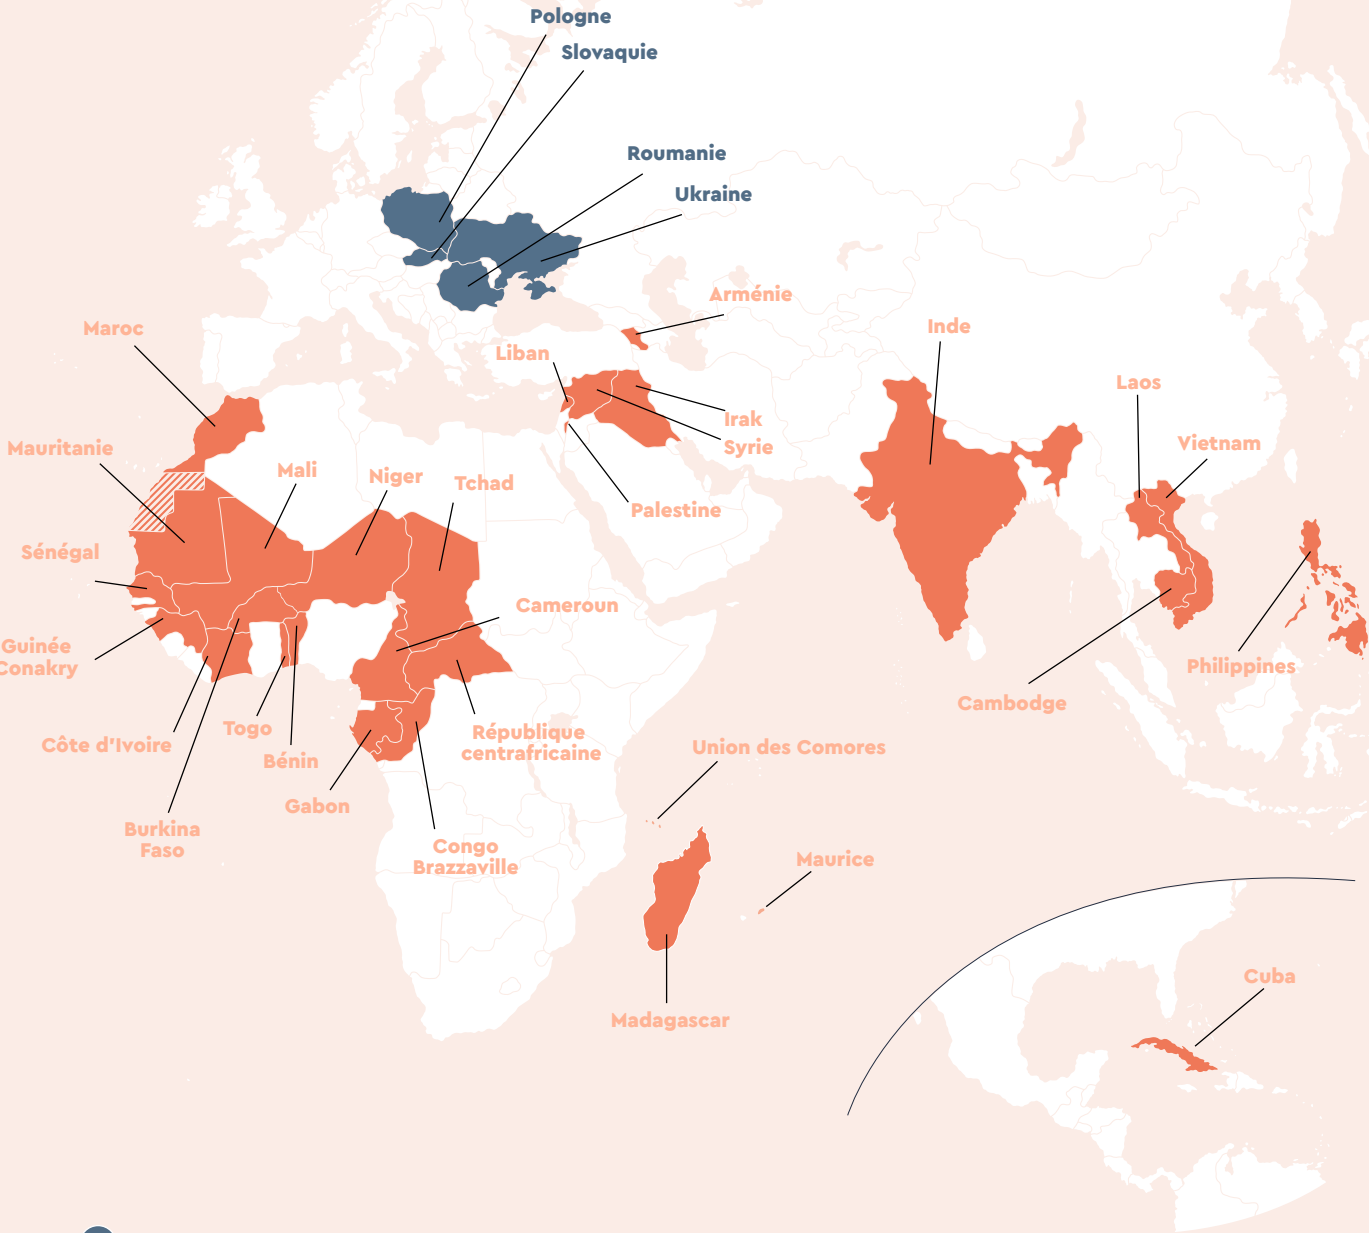 Pologne
Slovaquie
Roumanie
Ukraine
Arménie
Maroc
Inde
Liban
Laos
Irak
Syrie
Vietnam
Mauritanie
Mali
Niger
Tchad
Palestine
Sénégal
Cameroun
Guinée
Conakry
Philippines
Cambodge
Togo
République
centrafricaine
Côte d'Ivoire
Bénin
Union des Comores
Gabon
Burkina
Faso
Congo
Brazzaville
Maurice
Cuba
Madagascar